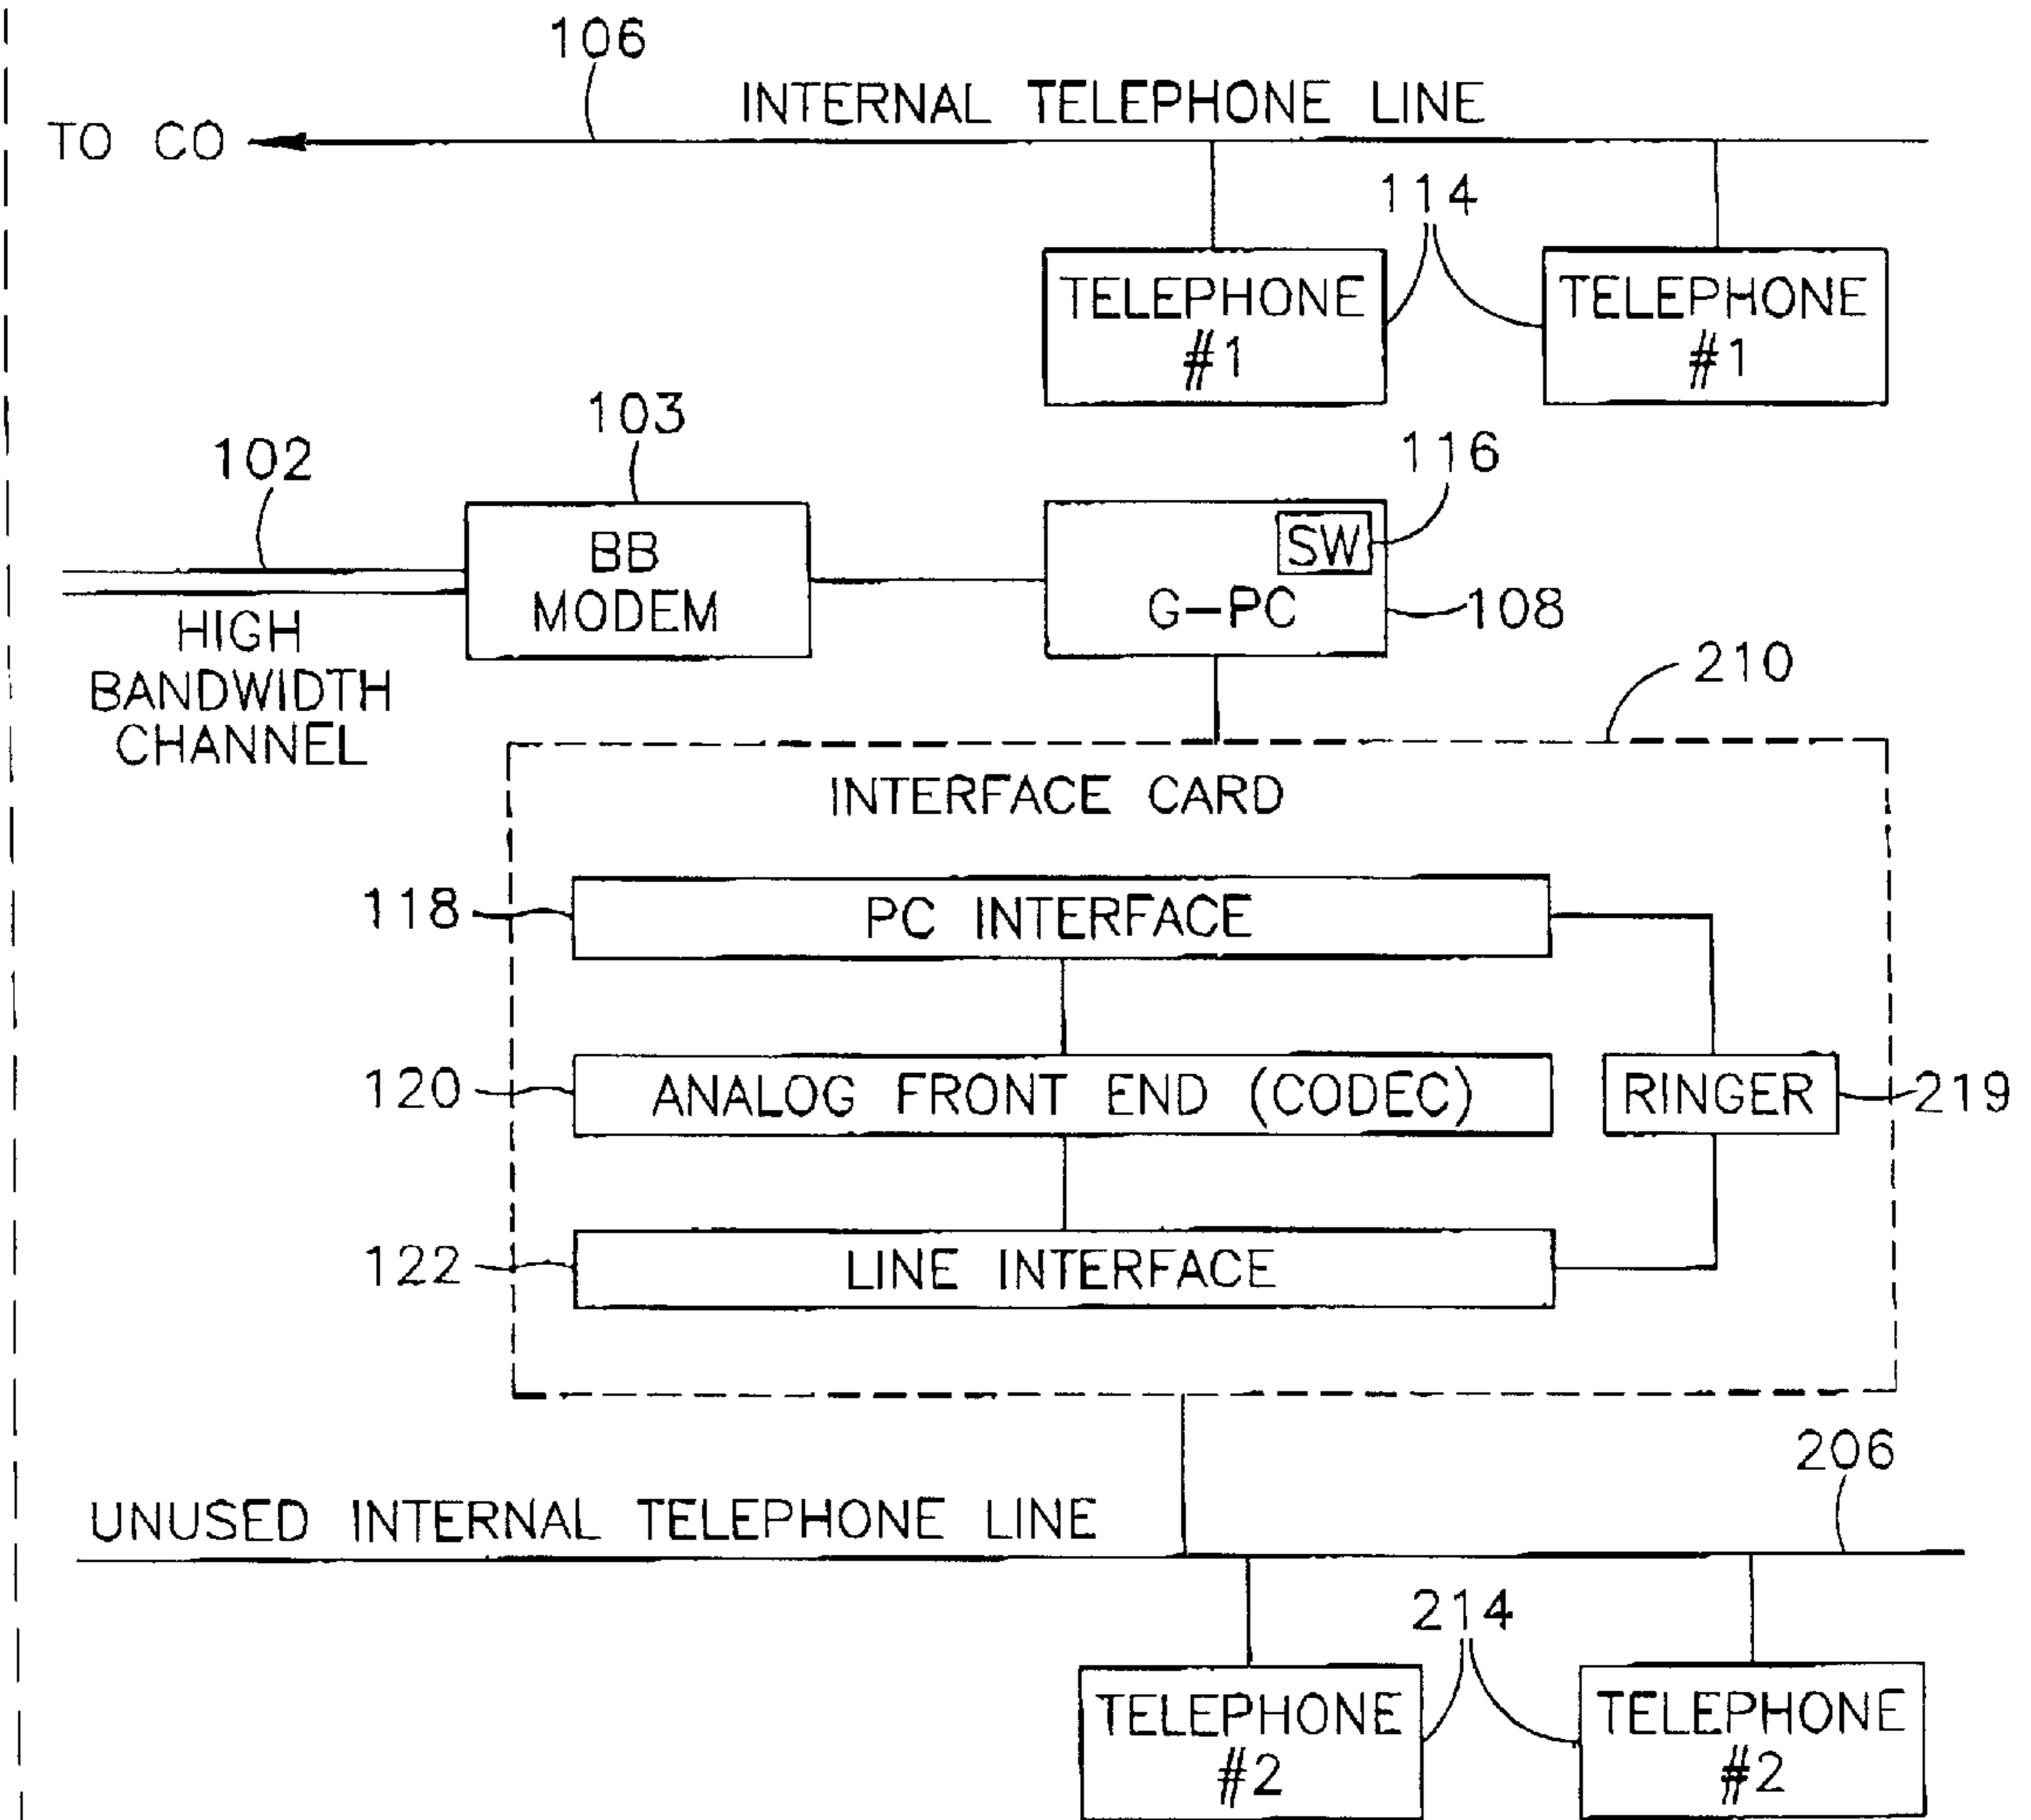 106
INTERNAL TELEPHONE LINE
TO CO
114
TELEPHONE
#1
TELEPHONE
#1
103
102
116
BB
MODEM
SW
G-PC
108
HIGH
BANDWIDTH
CHANNEL
210
INTERFACE CARD
118
PC INTERFACE
120
ANALOG FRONT END (CODEC)
RINGER
219
122
LINE INTERFACE
206
UNUSED INTERNAL TELEPHONE LINE
214
TELEPHONE
#2
TELEPHONE
#2